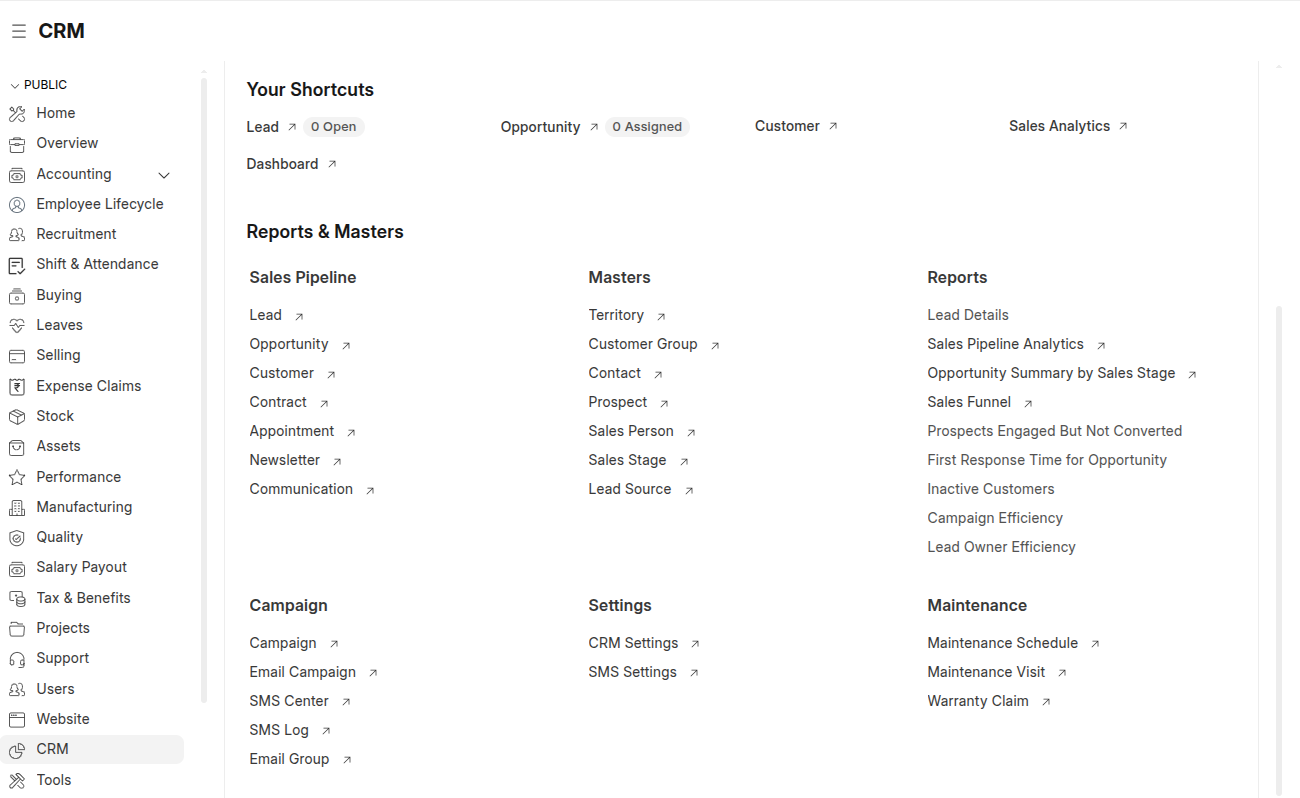 CRM
PUBLIC
Home
Overview
Accounting
Employee Lifecycle
Recruitment
Shift & Attendance
Buying
Leaves
Selling
Expense Claims
Stock
Assets
Performance
Manufacturing
Quality
Salary Payout
Tax & Benefits
Projects
Support
Users
Website
CRM
Tools
Your Shortcuts
Lead 0 Open
Opportunity 0 Assigned
Customer
Sales Analytics
Dashboard
Reports & Masters
Sales Pipeline
Lead
Opportunity
Customer
Contract
Appointment
Newsletter
Communication
Masters
Territory
Customer Group
Contact
Prospect
Sales Person
Sales Stage
Lead Source
Reports
Lead Details
Sales Pipeline Analytics
Opportunity Summary by Sales Stage
Sales Funnel
Prospects Engaged But Not Converted
First Response Time for Opportunity
Inactive Customers
Campaign Efficiency
Lead Owner Efficiency
Campaign
Campaign
Email Campaign
SMS Center
SMS Log
Email Group
Settings
CRM Settings
SMS Settings
Maintenance
Maintenance Schedule
Maintenance Visit
Warranty Claim